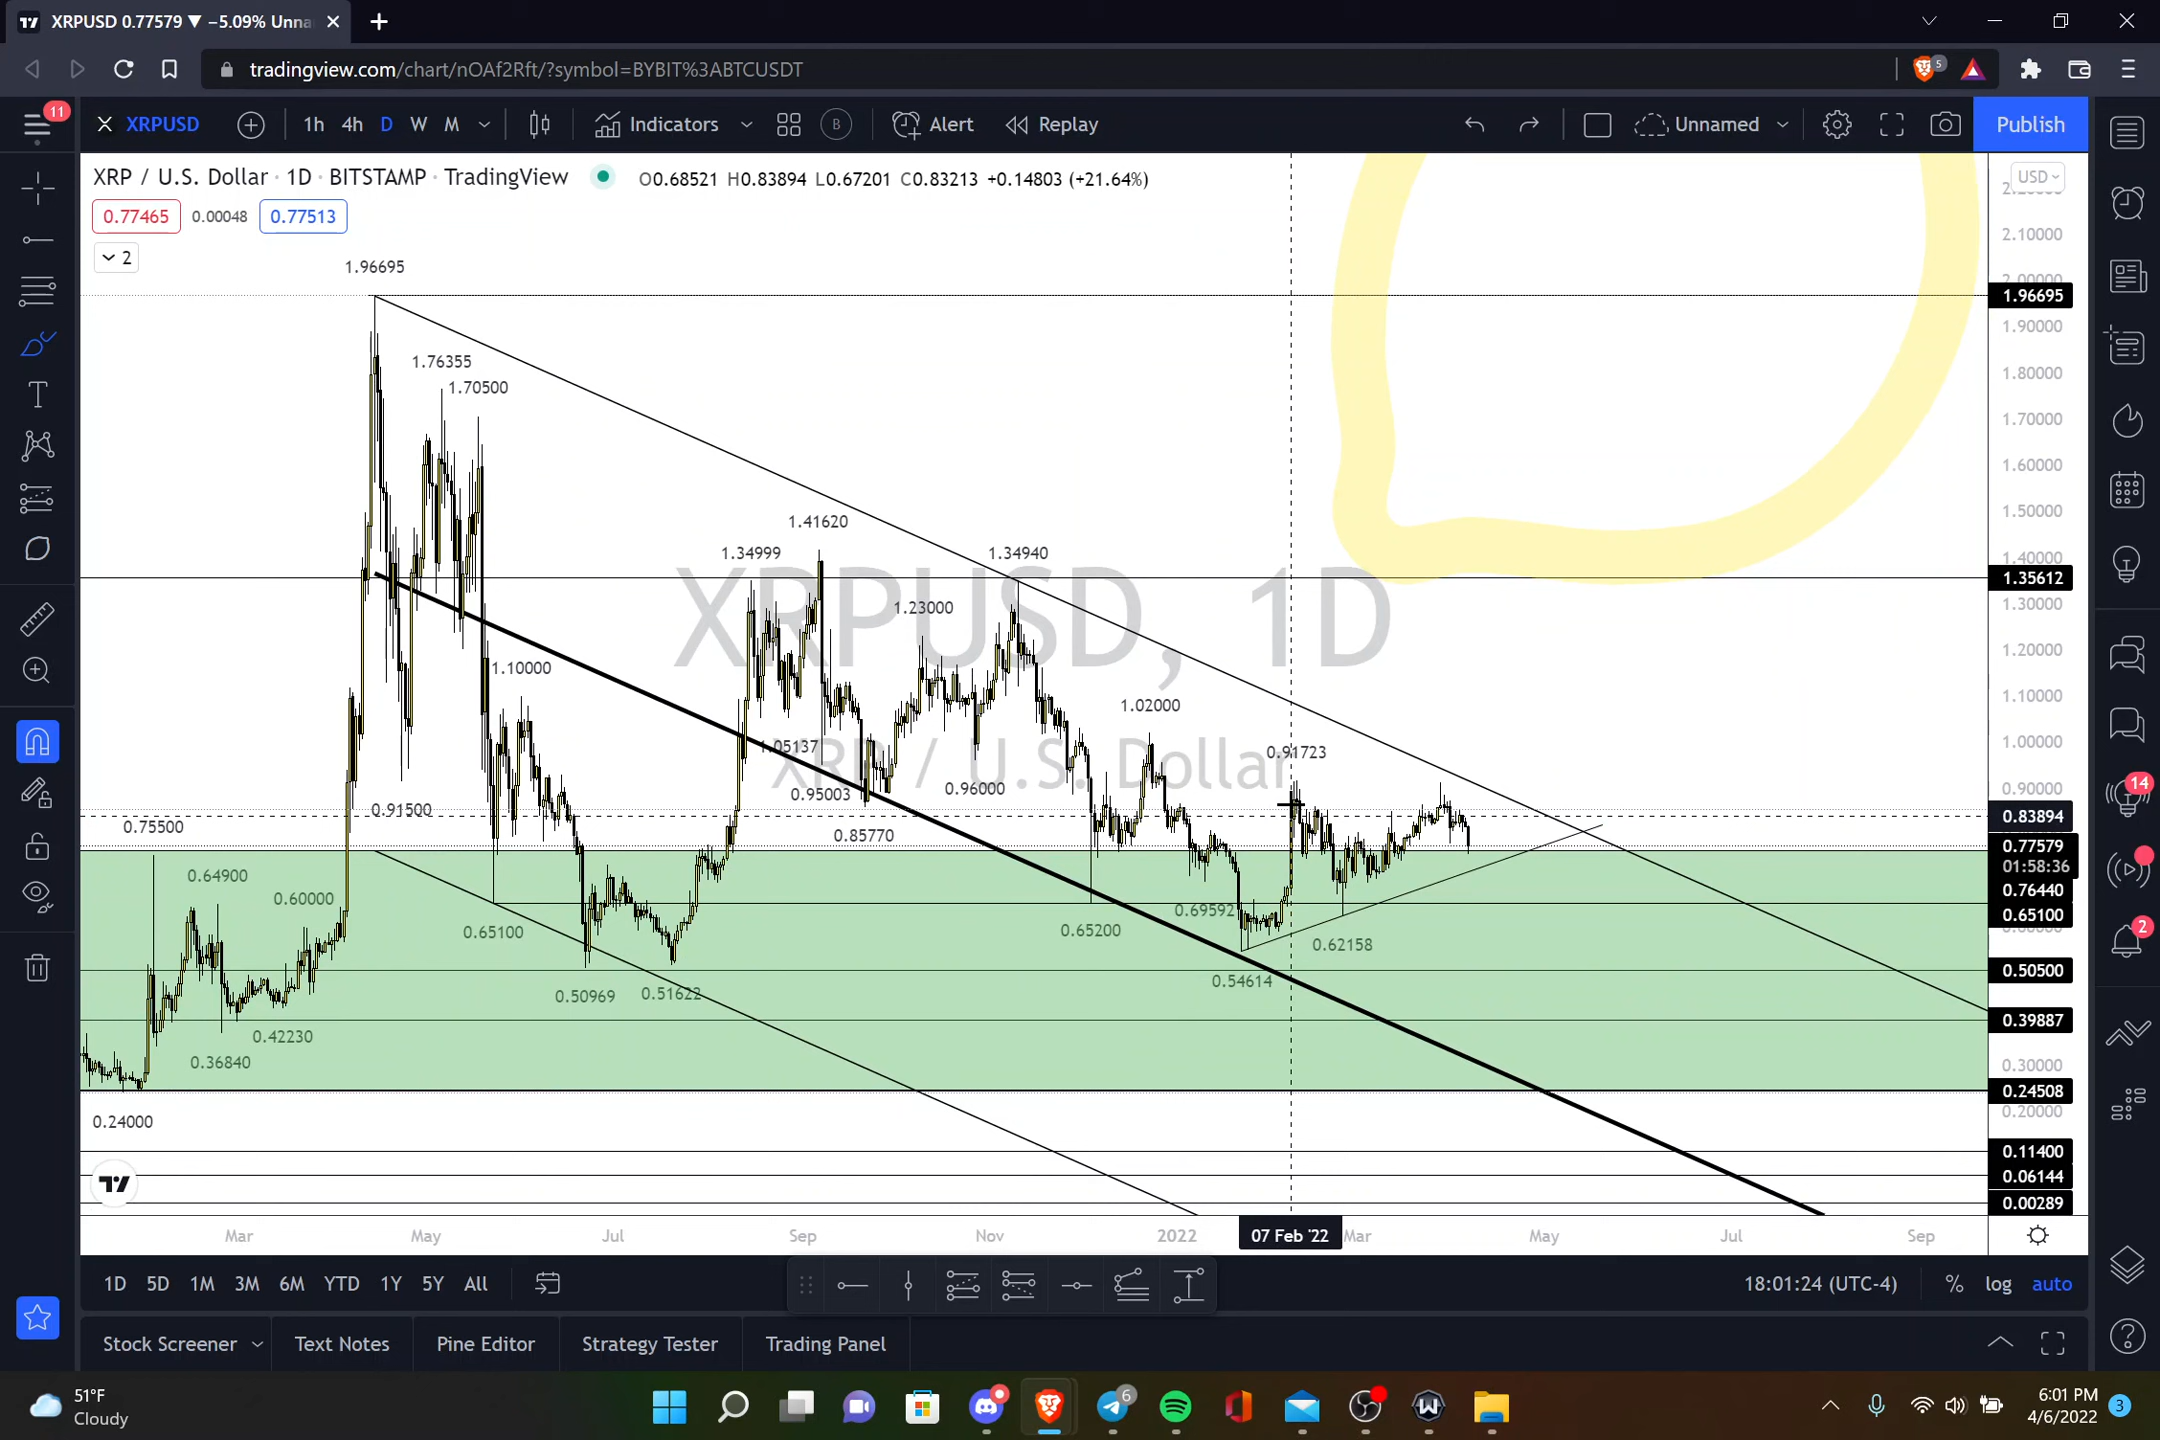 XRPUSD 0.77579 ▼ −5.09% Unna
tradingview.com/chart/nOAf2Rft/?symbol=BYBIT%3ABTCUSDT
5
11
XRPUSD
1h 4h D W M
Indicators
B
Alert
Replay
Unnamed
Publish
XRP / U.S. Dollar · 1D · BITSTAMP · TradingView
O0.68521 H0.83894 L0.67201 C0.83213 +0.14803 (+21.64%)
USD
0.77465 0.00048 0.77513
2
2.10000
2.00000
1.96695
1.96695
1.90000
1.76355
1.80000
1.70500
1.70000
1.60000
1.50000
1.41620
1.34999
1.34940
1.40000
1.35612
XRPUSD, 1D
1.30000
1.23000
1.20000
1.10000
1.10000
1.02000
1.05137
XRP / U.S. Dollar
0.91723
1.00000
0.95003
0.96000
0.90000
0.91500
0.75500
0.85770
0.83894
0.77579
01:58:36
0.64900
0.60000
0.76440
0.69592
0.65100
0.65100
0.65200
0.62158
0.50969
0.51622
0.54614
0.50500
0.42230
0.36840
0.39887
0.30000
0.24508
0.24000
0.20000
0.11400
0.06144
0.00289
Mar May Jul Sep Nov 2022 07 Feb '22 Mar May Jul Sep
14
2
1D 5D 1M 3M 6M YTD 1Y 5Y All
18:01:24 (UTC-4) % log auto
Stock Screener Text Notes Pine Editor Strategy Tester Trading Panel
51°F
Cloudy
6
6:01 PM
4/6/2022
3